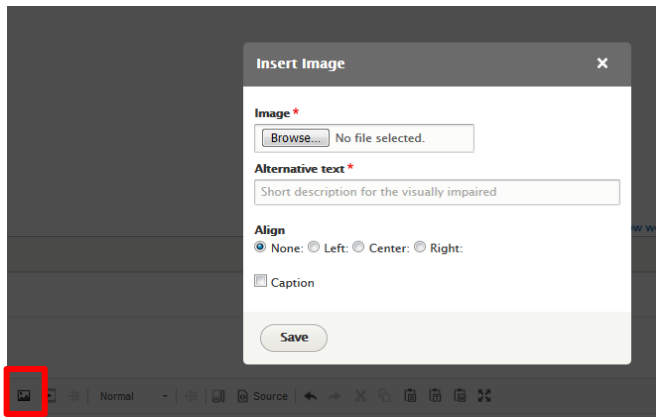 Insert Image
Image *
Browse... No file selected.
Alternative text *
Short description for the visually impaired
Align
None: Left: Center: Right:
Caption
Save
Normal Source